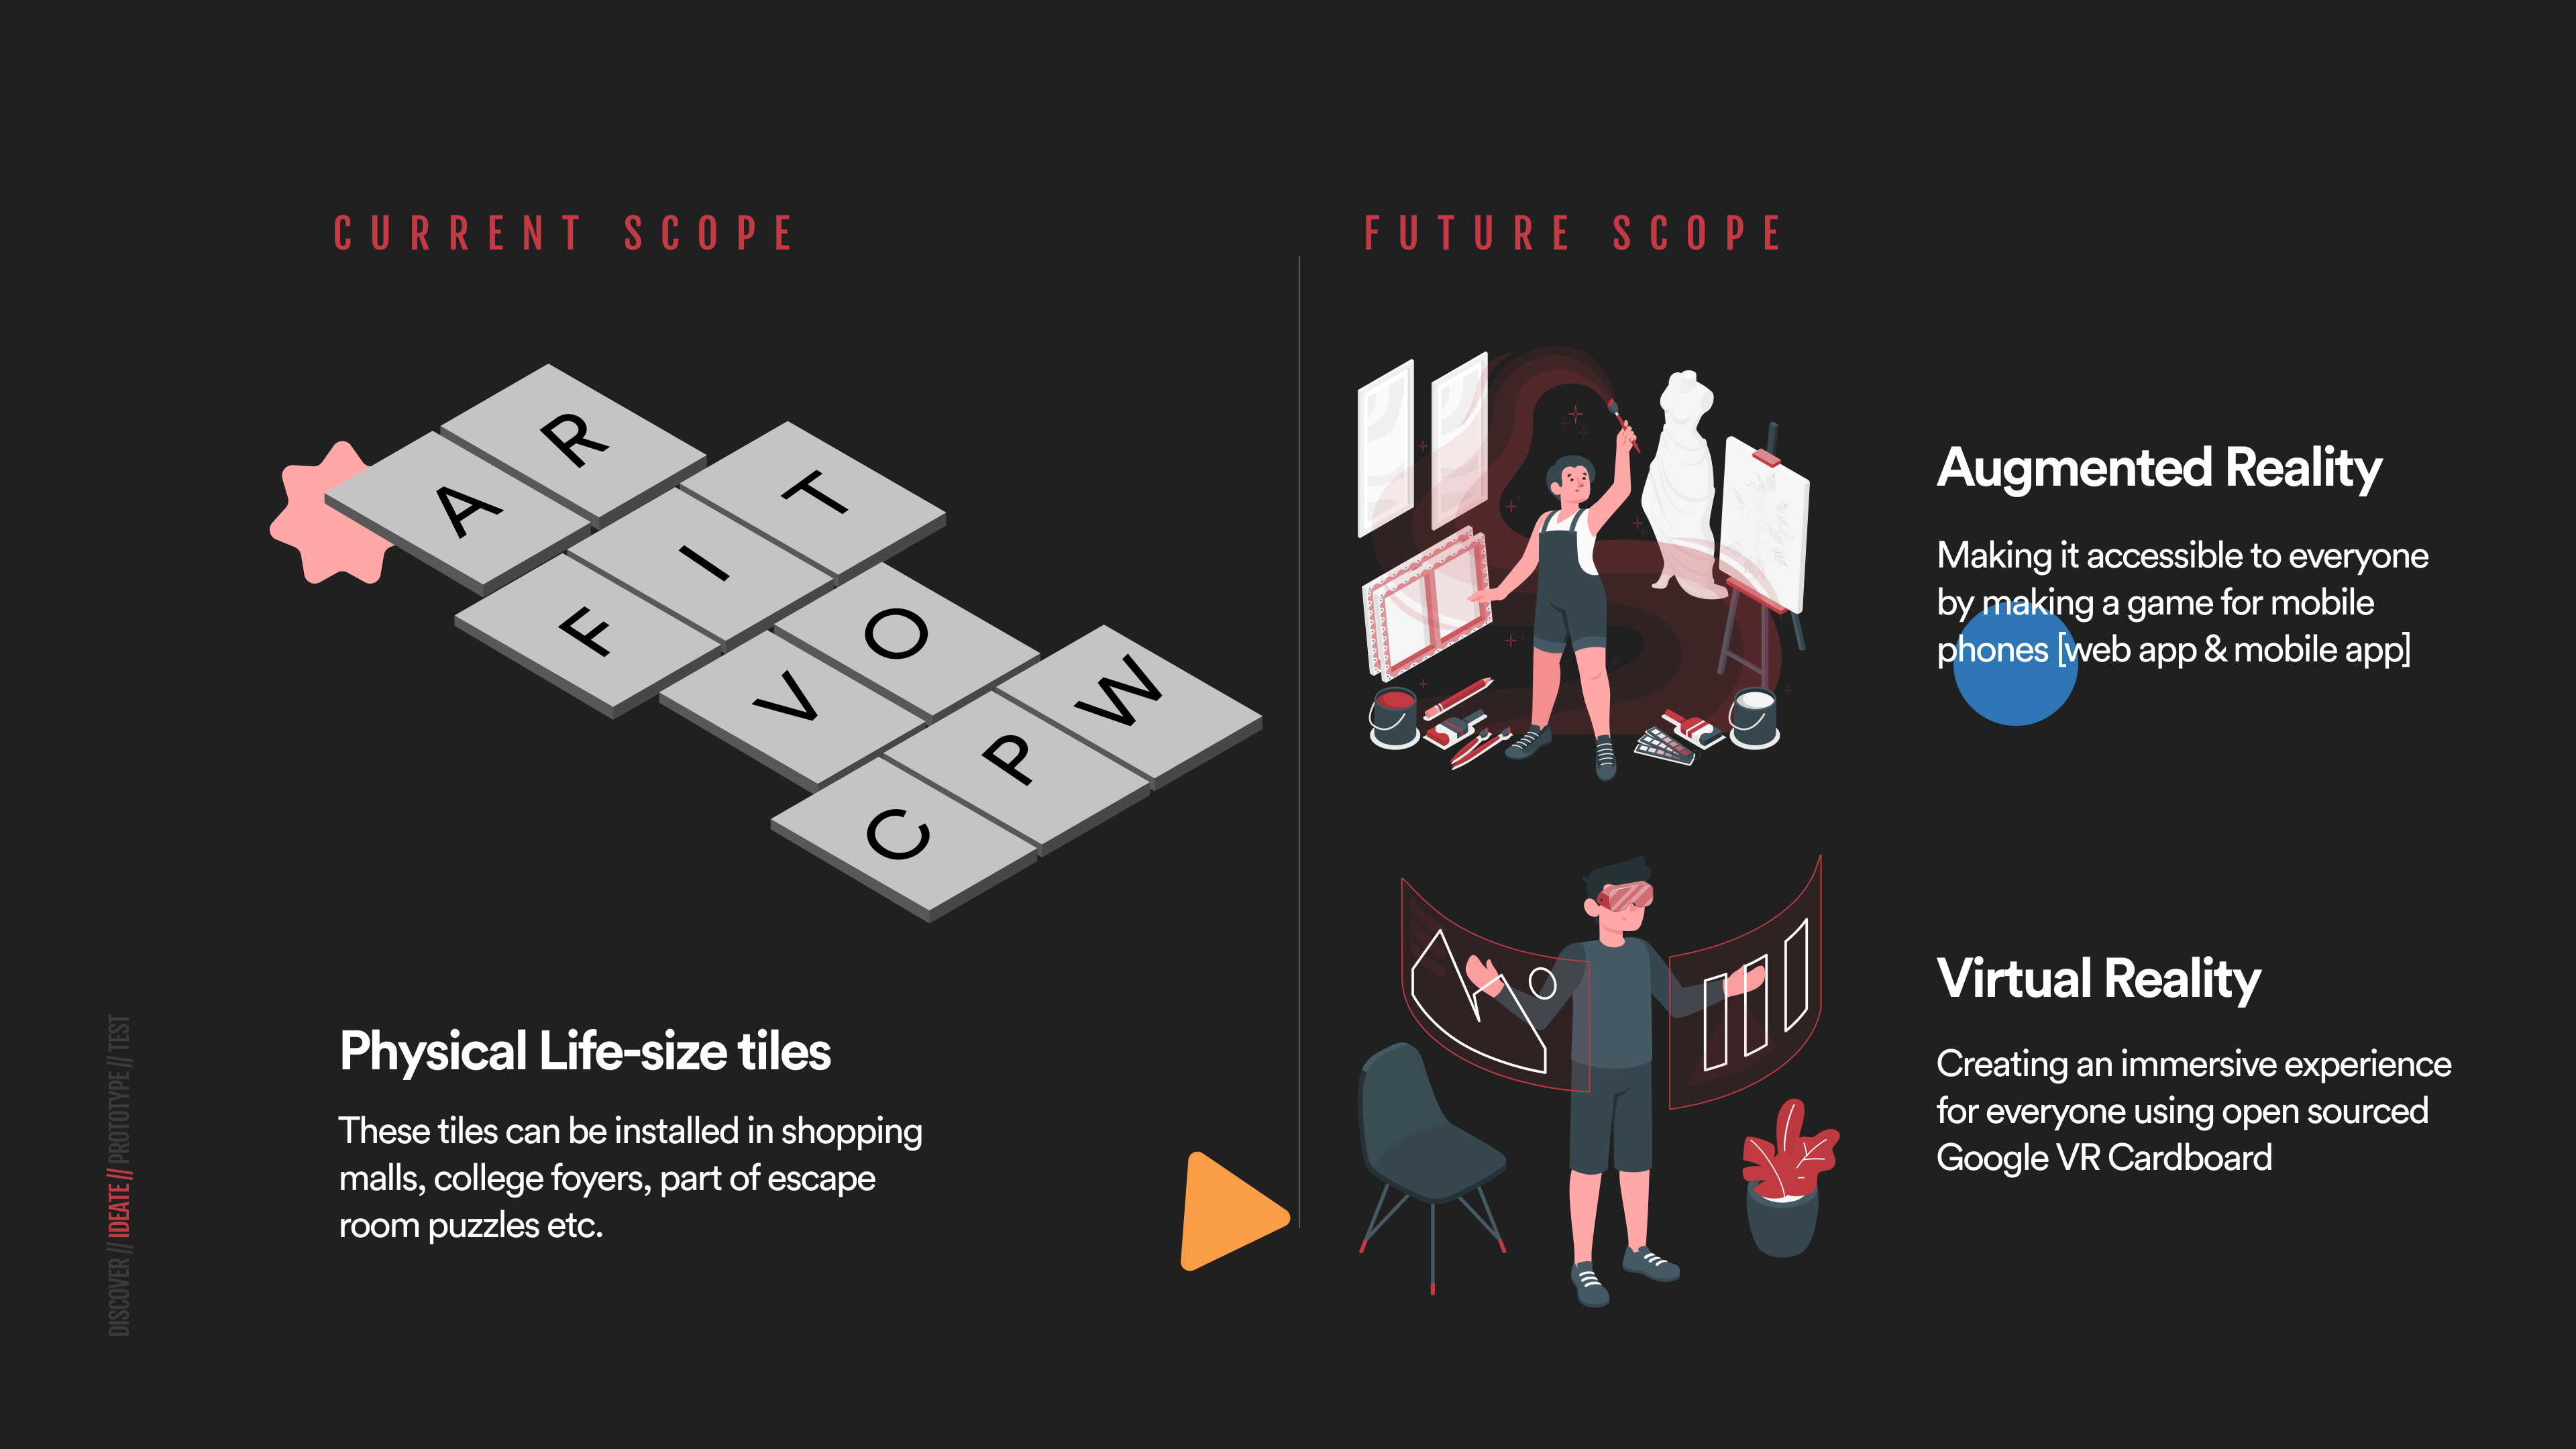 CURRENT SCOPE
R
A
T
I
F
O
V
W
P
C
Physical Life-size tiles
These tiles can be installed in shopping
malls, college foyers, part of escape
room puzzles etc.
FUTURE SCOPE
Augmented Reality
Making it accessible to everyone
by making a game for mobile
phones [web app & mobile app]
Virtual Reality
Creating an immersive experience
for everyone using open sourced
Google VR Cardboard
DISCOVER // IDEATE // PROTOTYPE // TEST